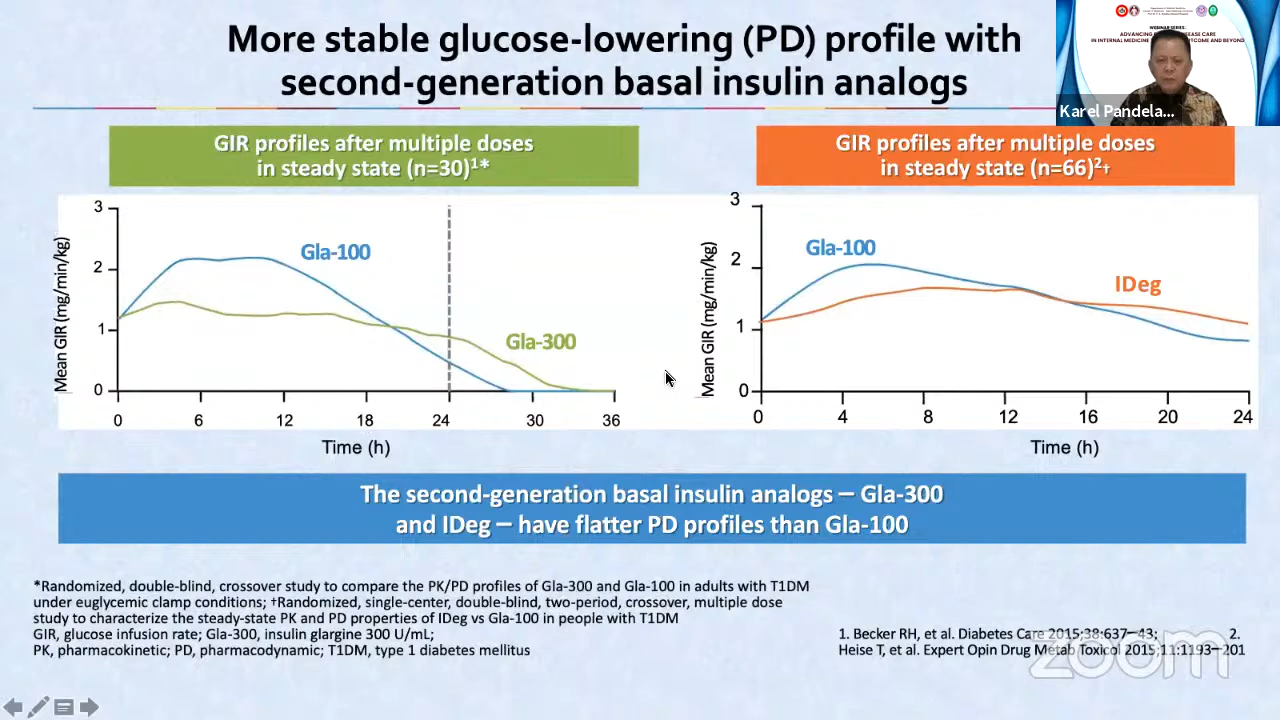 More stable glucose-lowering (PD) profile with
second-generation basal insulin analogs
WEBINAR SERIES:
IN INTERNAL MEDICINE
Karel Pandela...
GIR profiles after multiple doses
in steady state (n=30)¹*
Mean GIR (mg/min/kg)
3
2
1
0
Gla-100
Gla-300
0 6 12 18 24 30 36
Time (h)
GIR profiles after multiple doses
in steady state (n=66)²†
Mean GIR (mg/min/kg)
3
2
1
0
Gla-100
IDeg
0 4 8 12 16 20 24
Time (h)
The second-generation basal insulin analogs – Gla-300
and IDeg – have flatter PD profiles than Gla-100
*Randomized, double-blind, crossover study to compare the PK/PD profiles of Gla-300 and Gla-100 in adults with T1DM
under euglycemic clamp conditions; †Randomized, single-center, double-blind, two-period, crossover, multiple dose
study to characterize the steady-state PK and PD properties of IDeg vs Gla-100 in people with T1DM
GIR, glucose infusion rate; Gla-300, insulin glargine 300 U/mL;
PK, pharmacokinetic; PD, pharmacodynamic; T1DM, type 1 diabetes mellitus
1. Becker RH, et al. Diabetes Care 2015;38:637–43; 2.
Heise T, et al. Expert Opin Drug Metab Toxicol 2015;11:1193–201
zoom